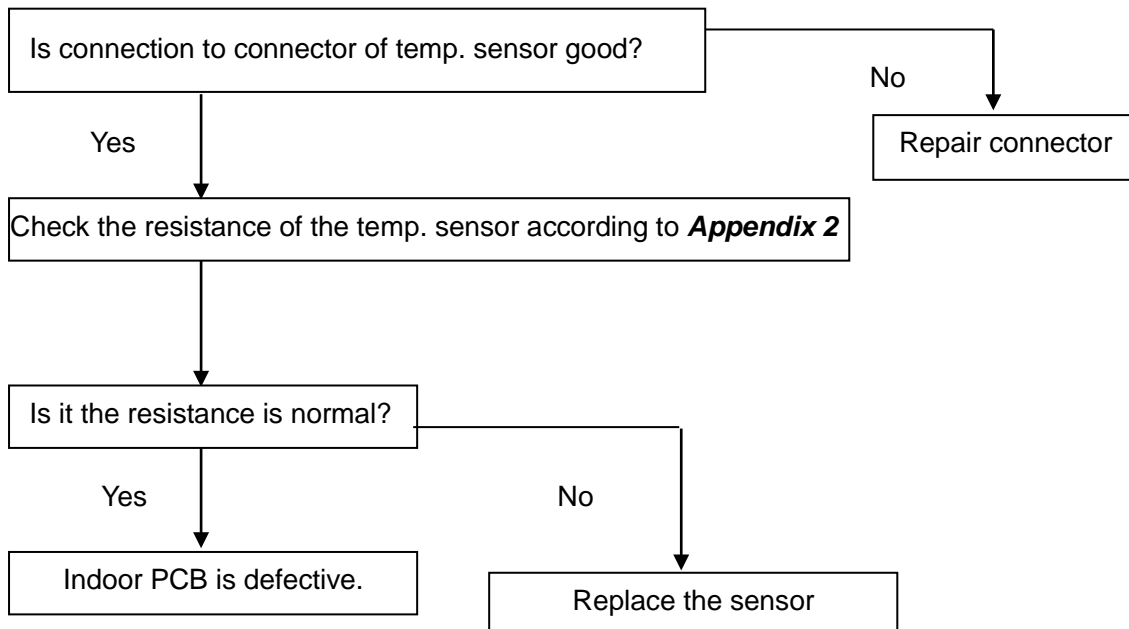 Is connection to connector of temp. sensor good?
No
Yes
Repair connector
Check the resistance of the temp. sensor according to Appendix 2
Is it the resistance is normal?
Yes
No
Indoor PCB is defective.
Replace the sensor